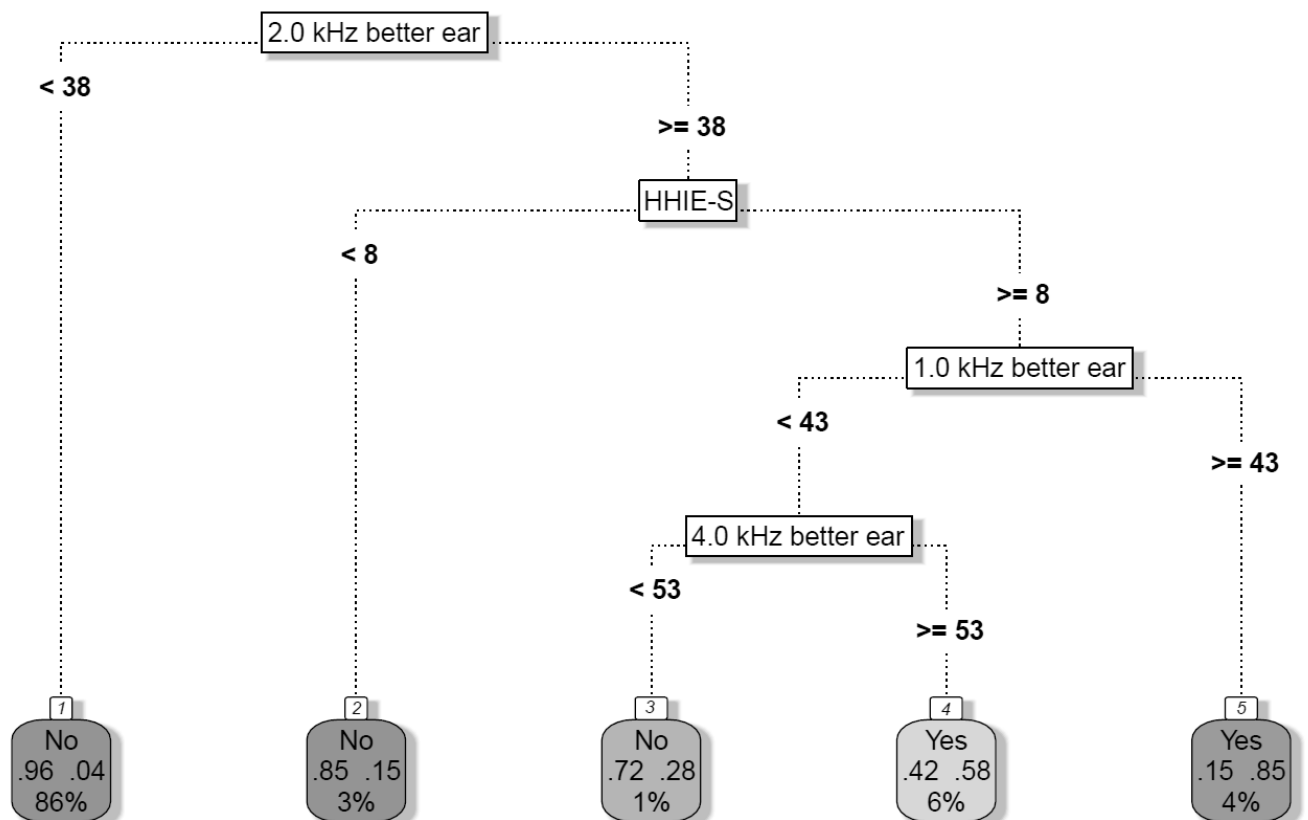 2.0 kHz better ear
< 38
>= 38
HHIE-S
< 8
>= 8
1.0 kHz better ear
< 43
>= 43
4.0 kHz better ear
< 53
>= 53
1
No
.96 .04
86%
2
No
.85 .15
3%
3
No
.72 .28
1%
4
Yes
.42 .58
6%
5
Yes
.15 .85
4%